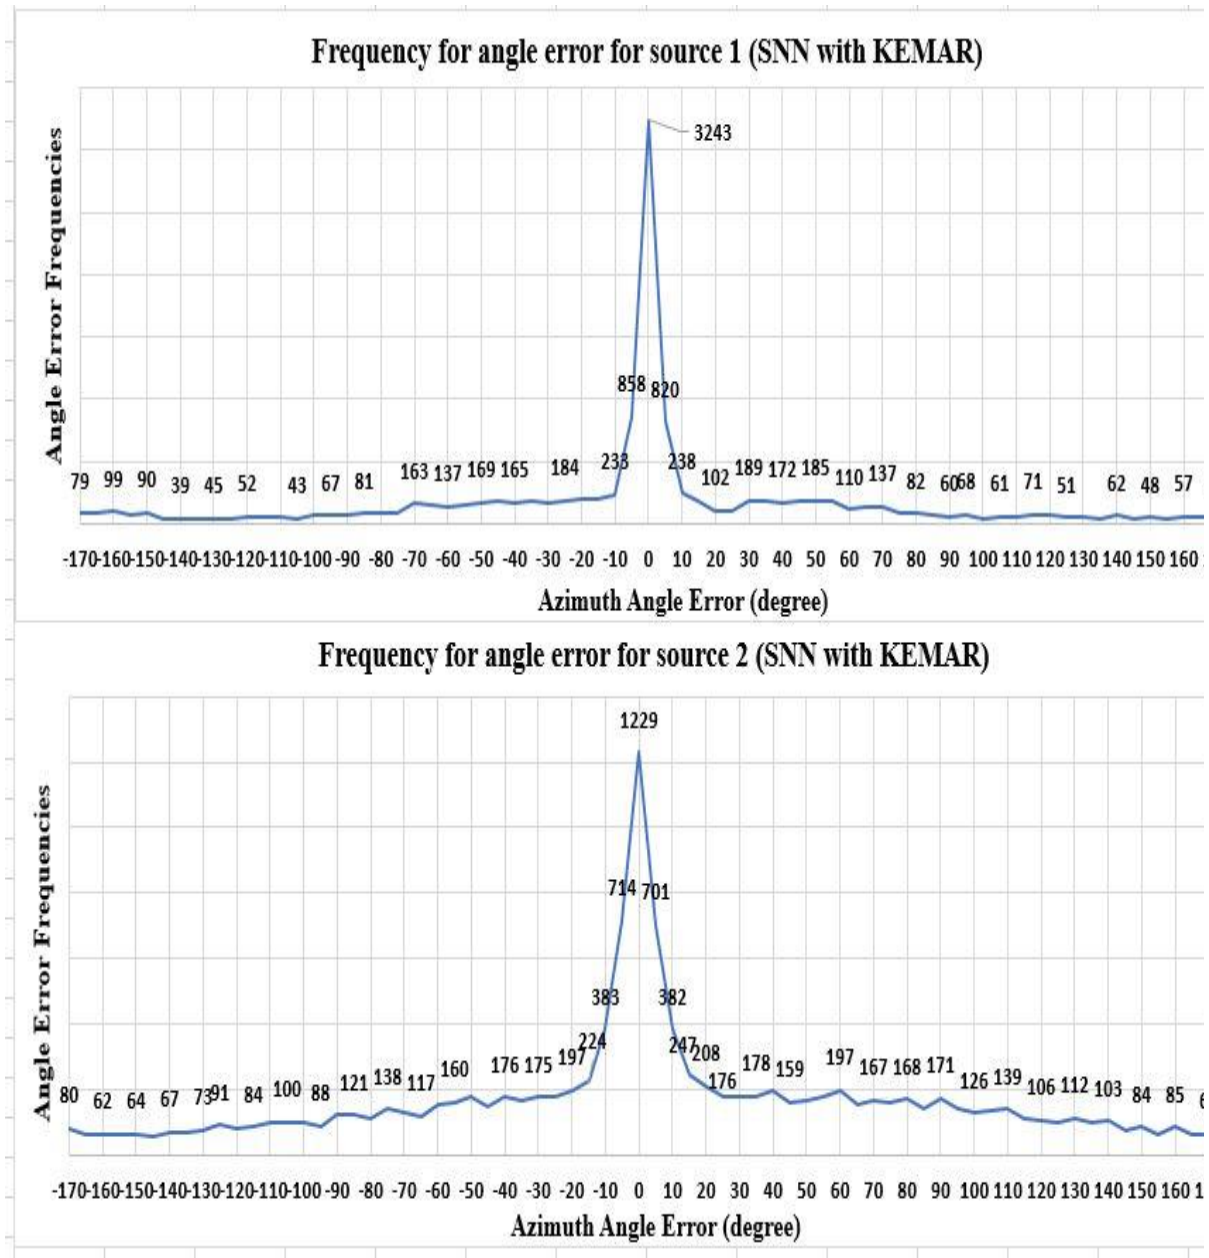 Frequency for angle error for source 1 (SNN with KEMAR)
Angle Error Frequencies
3243
858 820
79 99 90 39 45 52 43 67 81 163 137 169 165 184 233 238 102 189 172 185 110 137 82 60 68 61 71 51 62 48 57
-170 -160 -150 -140 -130 -120 -110 -100 -90 -80 -70 -60 -50 -40 -30 -20 -10 0 10 20 30 40 50 60 70 80 90 100 110 120 130 140 150 160
Azimuth Angle Error (degree)
Frequency for angle error for source 2 (SNN with KEMAR)
Angle Error Frequencies
1229
714 701
383 382
80 62 64 67 73 91 84 100 88 121 138 117 160 176 175 197 224 247 208 176 178 159 197 167 168 171 126 139 106 112 103 84 85 6
-170 -160 -150 -140 -130 -120 -110 -100 -90 -80 -70 -60 -50 -40 -30 -20 -10 0 10 20 30 40 50 60 70 80 90 100 110 120 130 140 150 160 1
Azimuth Angle Error (degree)